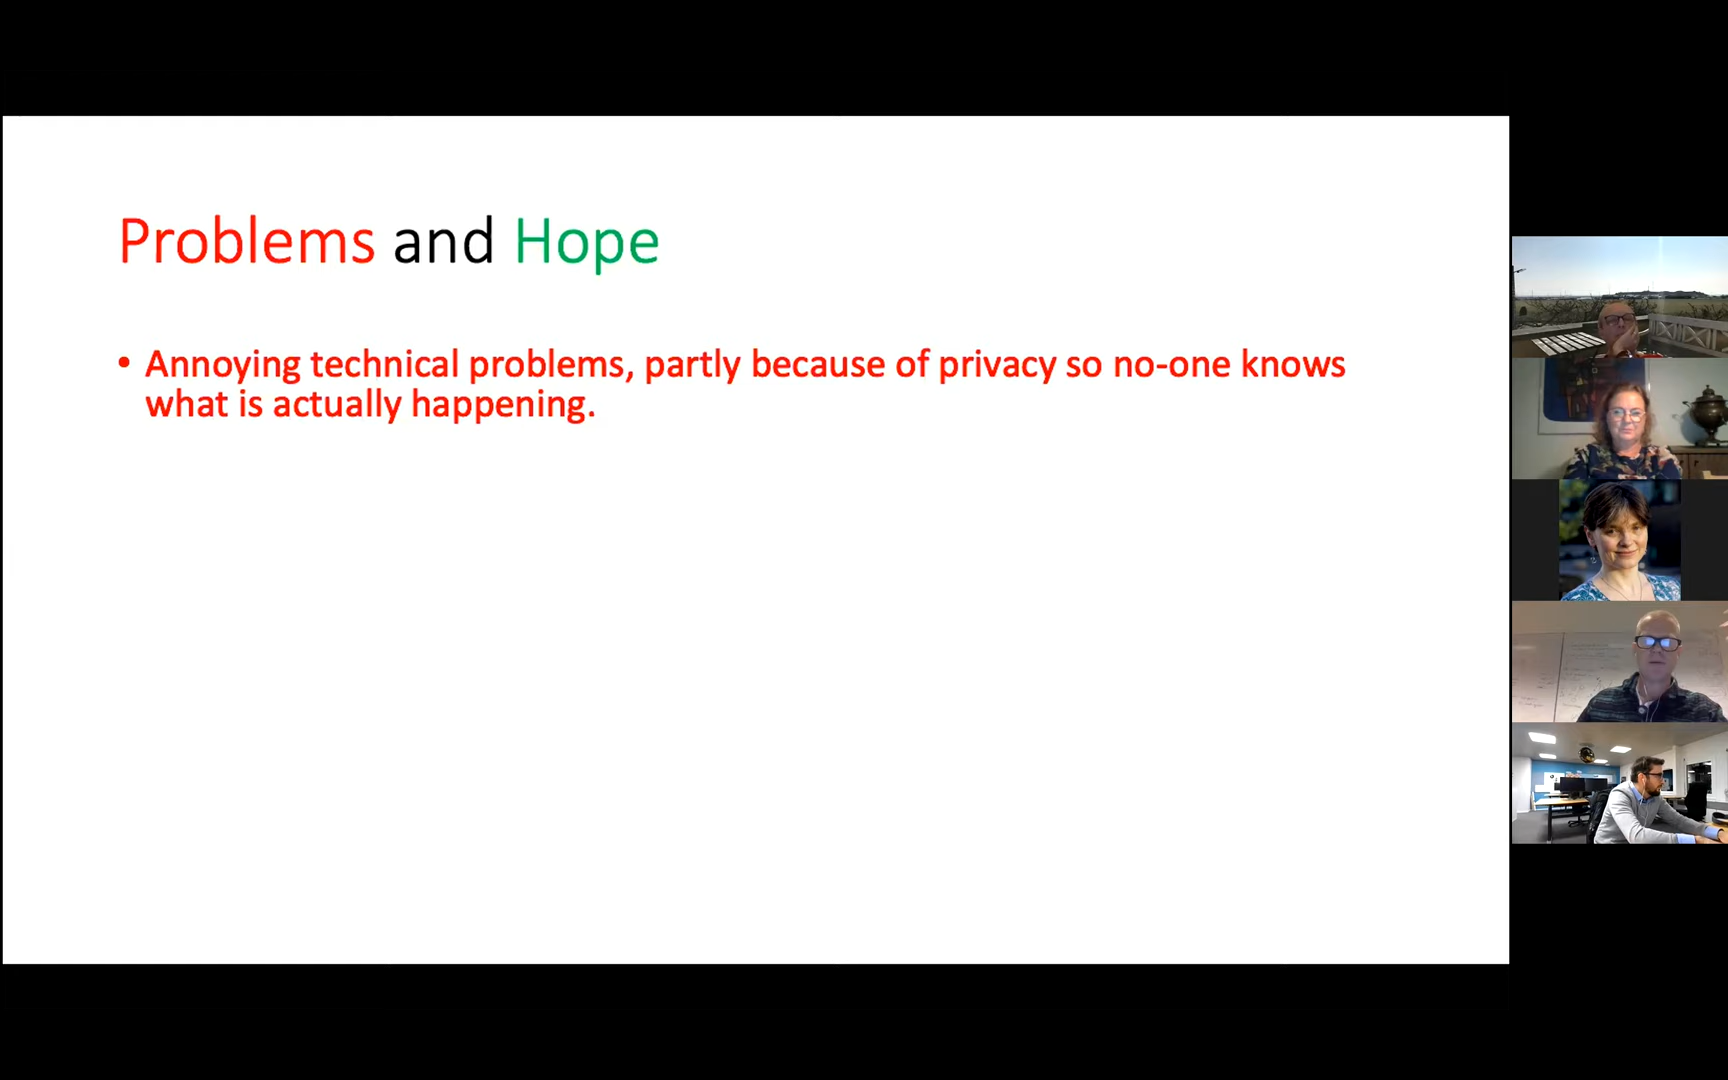 Problems and Hope
• Annoying technical problems, partly because of privacy so no-one knows
what is actually happening.